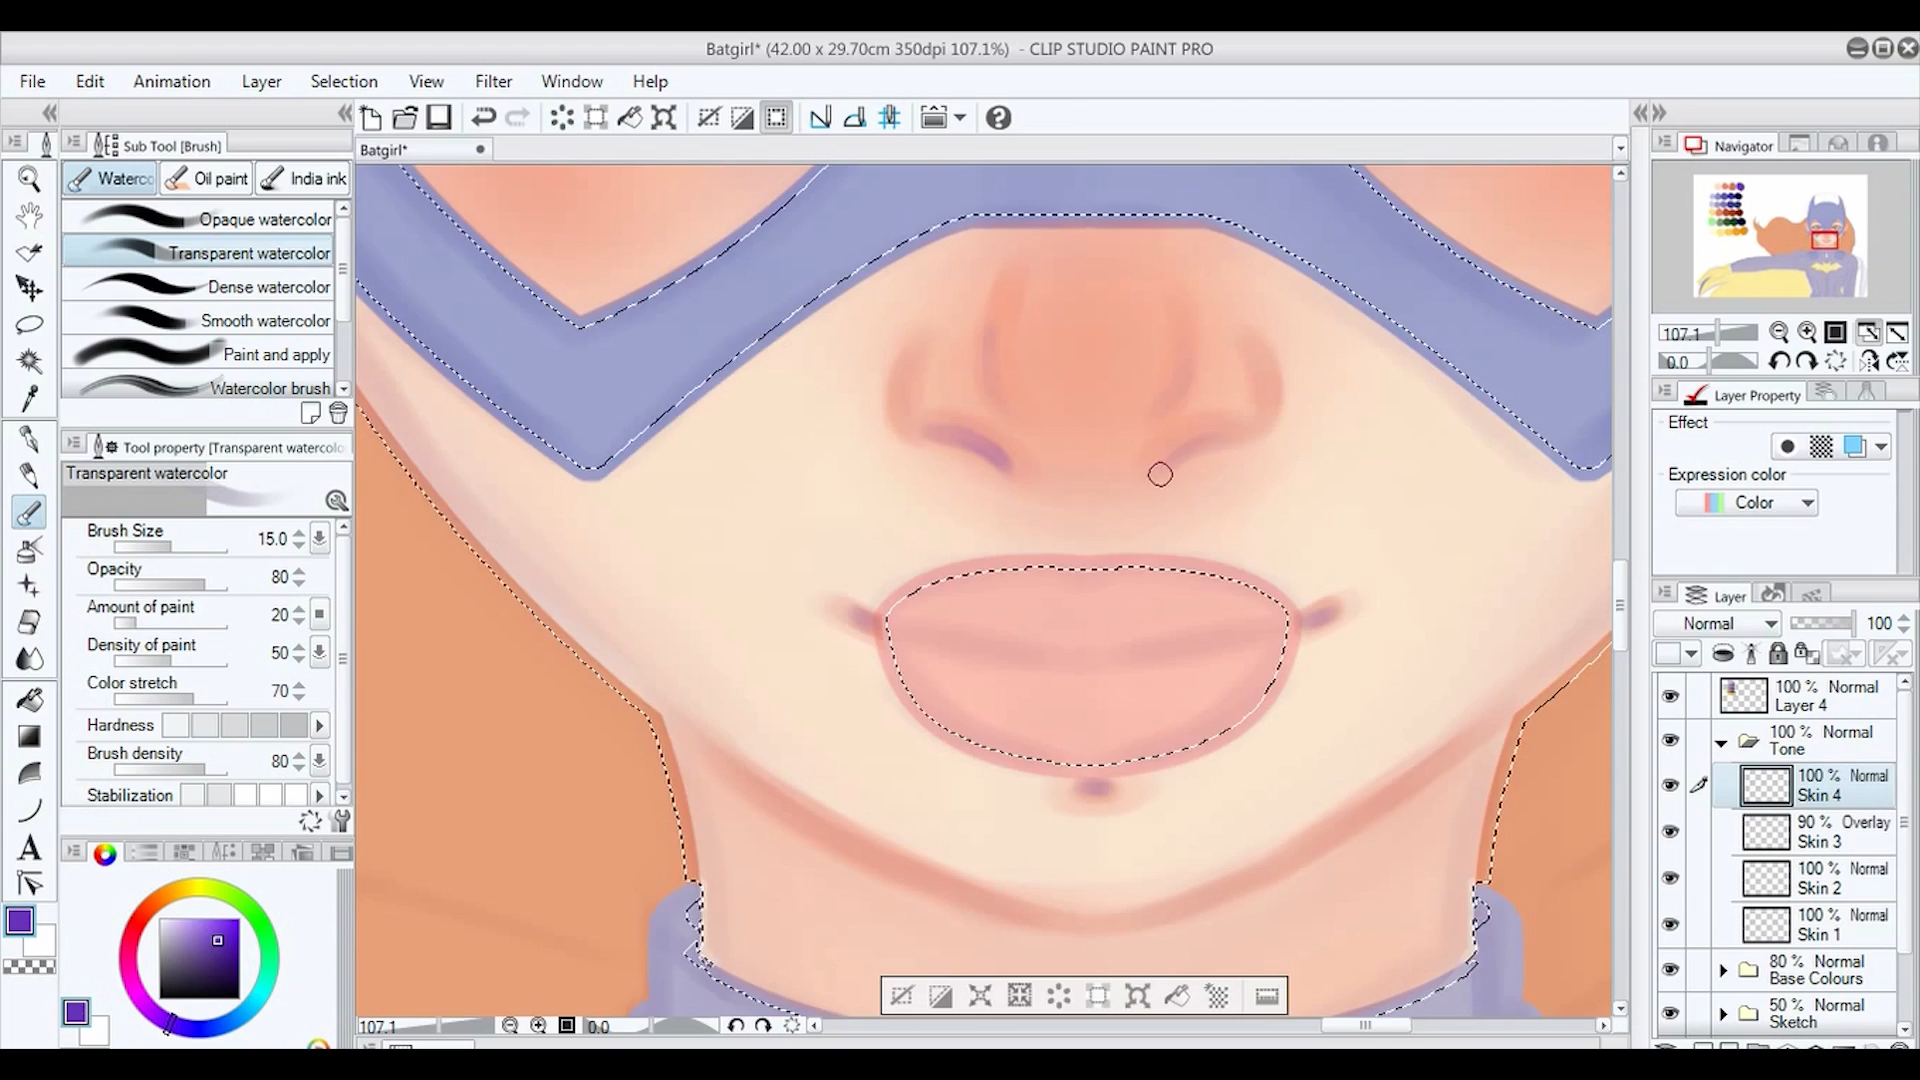 Batgirl* (42.00 x 29.70cm 350dpi 107.1%) - CLIP STUDIO PAINT PRO
File Edit Animation Layer Selection View Filter Window Help
Sub Tool [Brush]
Batgirl*
Navigator
Waterco Oil paint India ink
Opaque watercolor
Transparent watercolor
Dense watercolor
Smooth watercolor
Paint and apply
Watercolor brush
Tool property [Transparent watercolo
Transparent watercolor
Brush Size 15.0
Opacity 80
Amount of paint 20
Density of paint 50
Color stretch 70
Hardness
Brush density 80
Stabilization
107.1 0.0
107.1
0.0
Layer Property
Effect
Expression color
Color
Layer
Normal 100
100 % Normal
Layer 4
100 % Normal
Tone
100 % Normal
Skin 4
90 % Overlay
Skin 3
100 % Normal
Skin 2
100 % Normal
Skin 1
80 % Normal
Base Colours
50 % Normal
Sketch